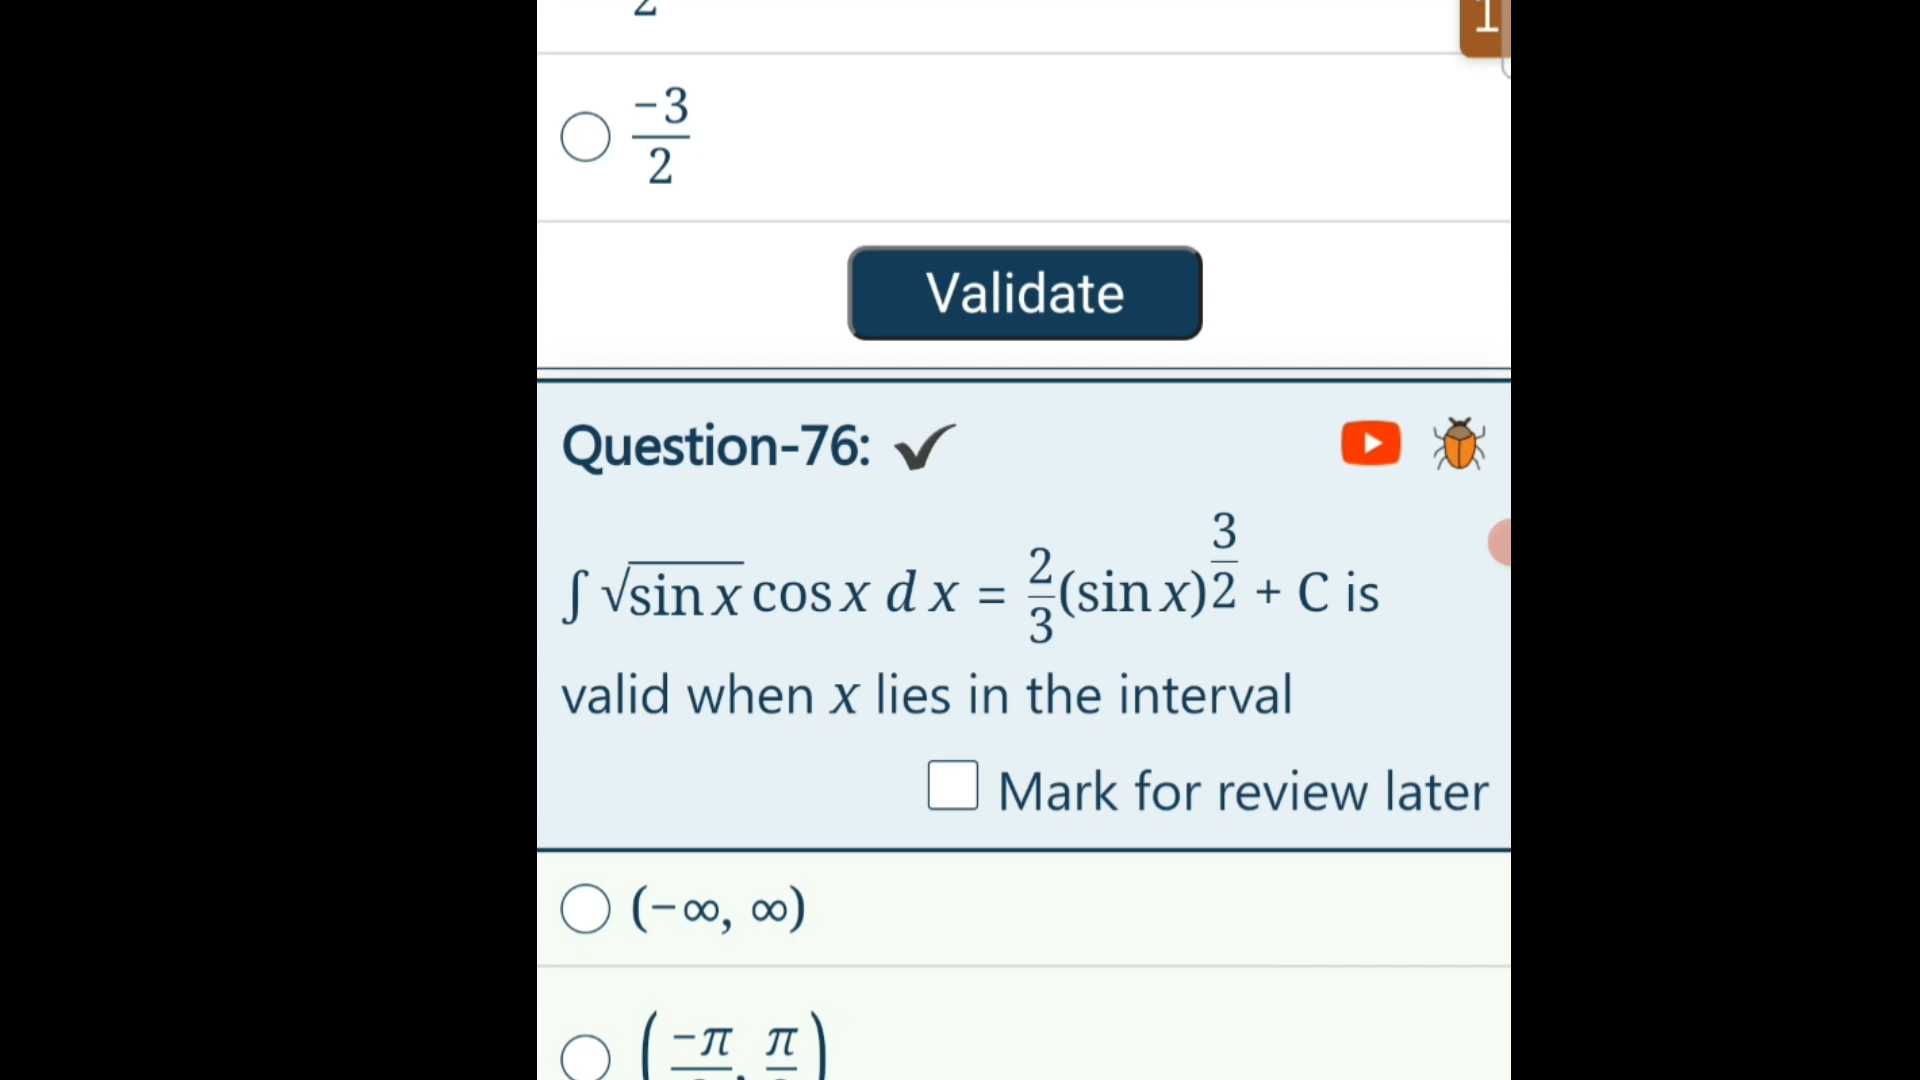 1
-3/2
Validate
Question-76:
∫ √sin x cos x d x = 2/3 (sin x)^3/2 + C is
valid when x lies in the interval
Mark for review later
(-∞, ∞)
(-π, π)